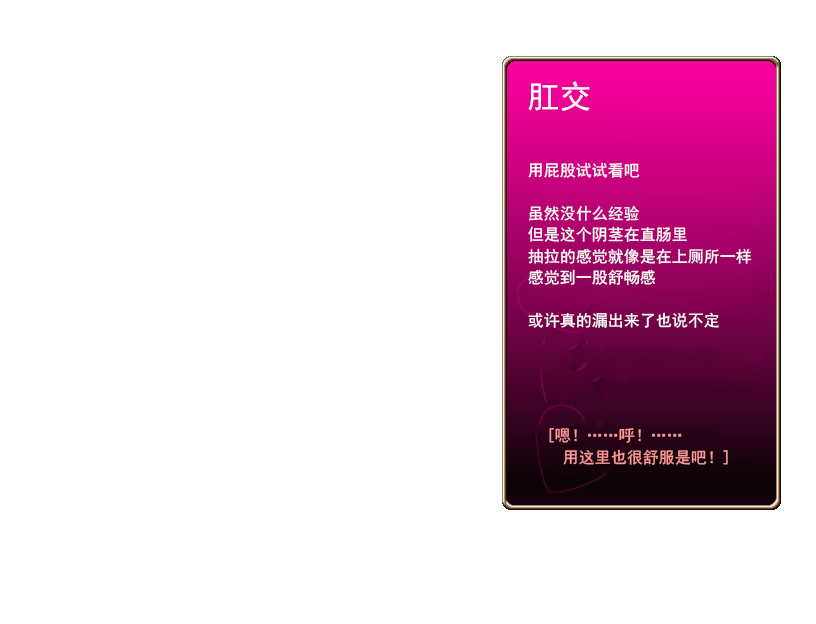 肛交
用屁股试试看吧
虽然没什么经验
但是这个阴茎在直肠里
抽拉的感觉就像是在上厕所一样
感觉到一股舒畅感
或许真的漏出来了也说不定
[嗯！……呼！……
用这里也很舒服是吧！]